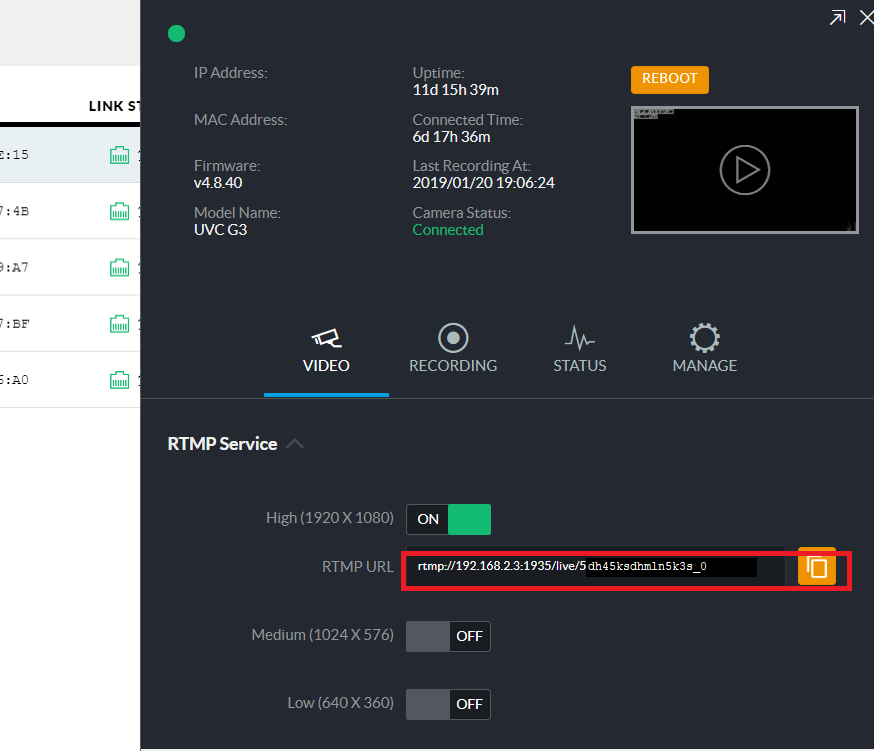 LINK ST
E:15
7:4B
9:A7
7:BF
5:A0
IP Address:
MAC Address:
Firmware:
v4.8.40
Model Name:
UVC G3
Uptime:
11d 15h 39m
Connected Time:
6d 17h 36m
Last Recording At:
2019/01/20 19:06:24
Camera Status:
Connected
REBOOT
VIDEO
RECORDING
STATUS
MANAGE
RTMP Service
High (1920 X 1080)
ON
RTMP URL
rtmp://192.168.2.3:1935/live/5dh45ksdhmln5k3s_0
Medium (1024 X 576)
OFF
Low (640 X 360)
OFF